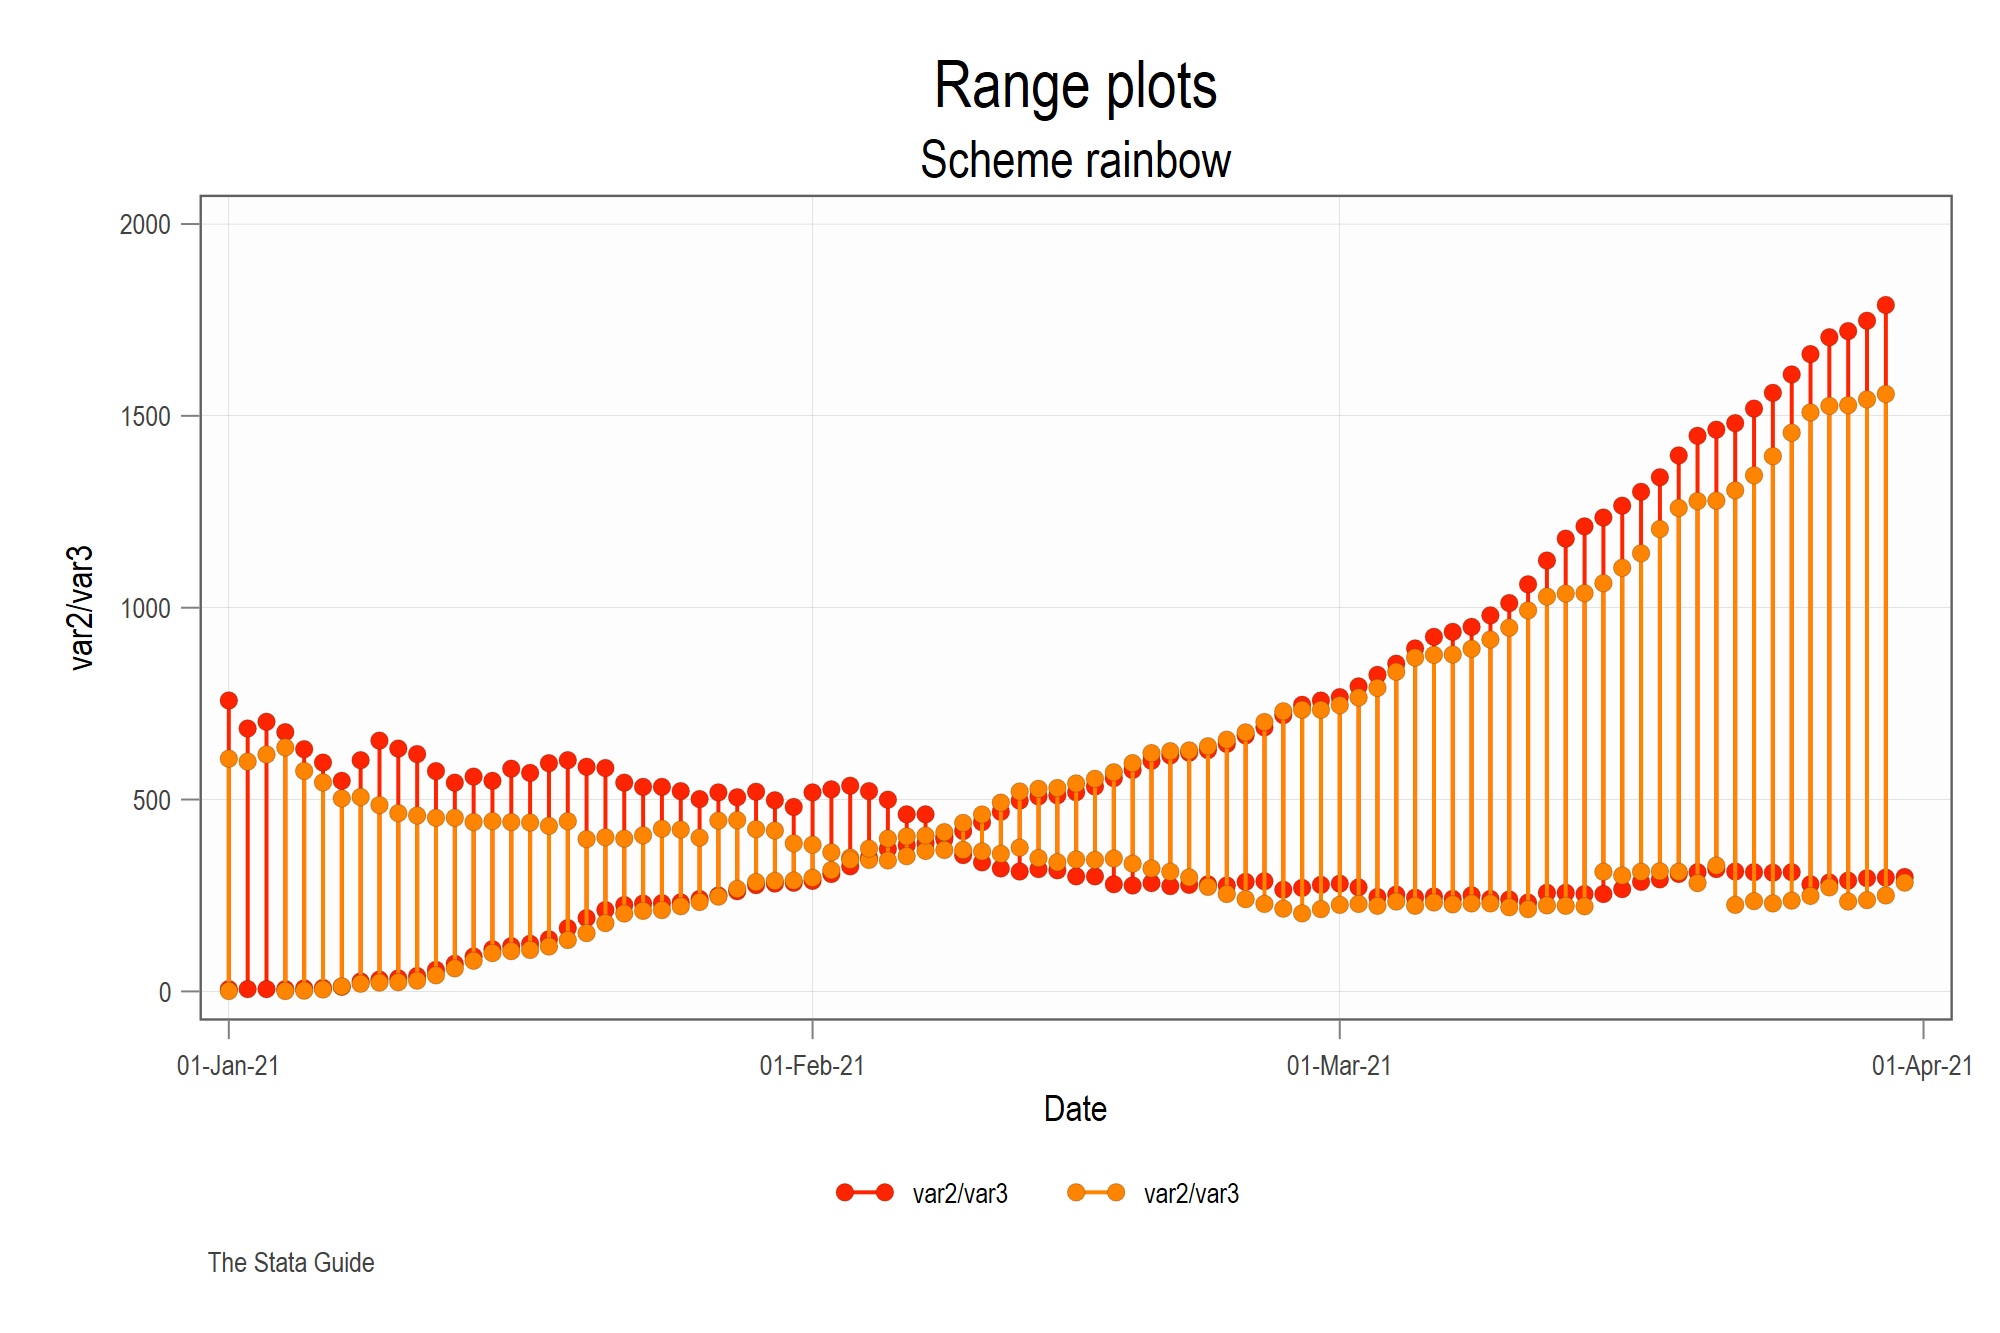 Range plots
Scheme rainbow
var2/var3
2000
1500
1000
500
0
01-Jan-21
01-Feb-21
01-Mar-21
01-Apr-21
Date
var2/var3
var2/var3
The Stata Guide